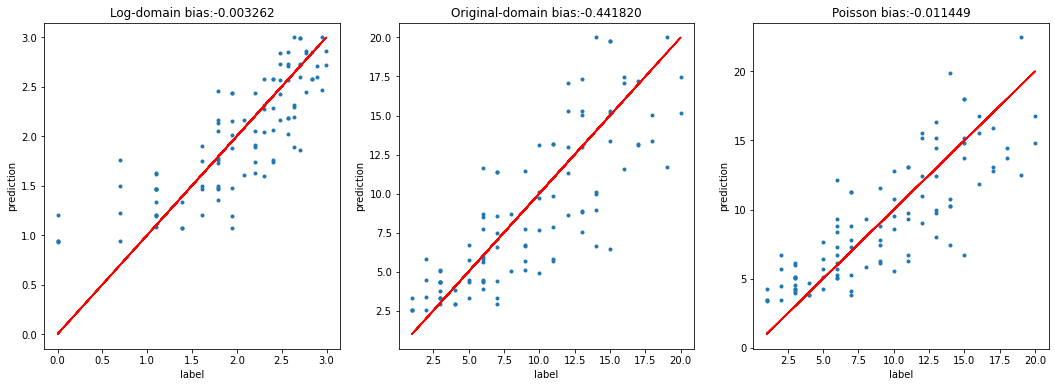 Log-domain bias:-0.003262
3.0
2.5
2.0
1.5
1.0
0.5
0.0
prediction
0.0 0.5 1.0 1.5 2.0 2.5 3.0
label
Original-domain bias:-0.441820
20.0
17.5
15.0
12.5
10.0
7.5
5.0
2.5
prediction
2.5 5.0 7.5 10.0 12.5 15.0 17.5 20.0
label
Poisson bias:-0.011449
20
15
10
5
0
prediction
2.5 5.0 7.5 10.0 12.5 15.0 17.5 20.0
label